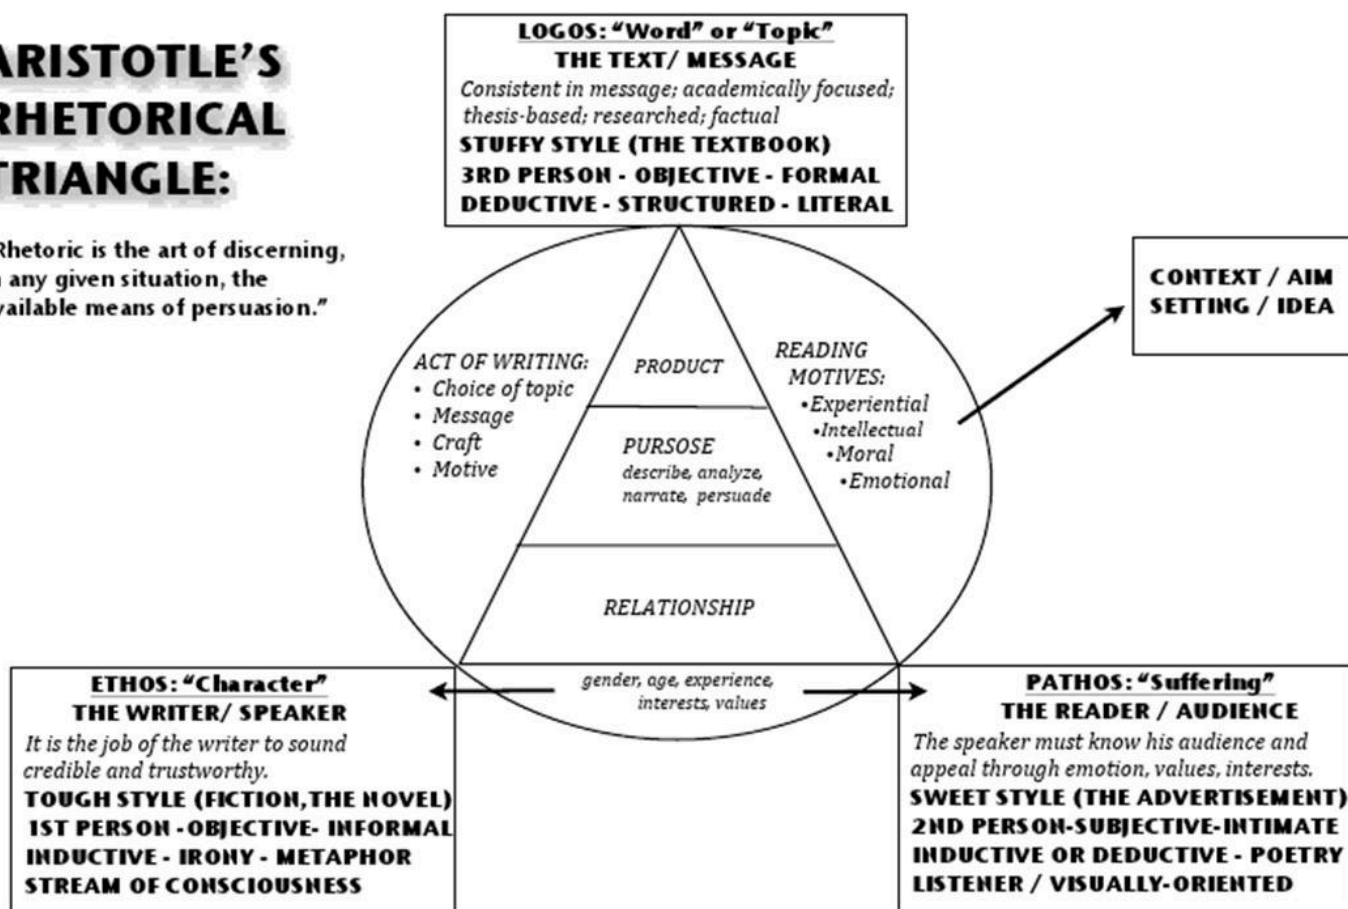 ARISTOTLE'S
RHETORICAL
TRIANGLE:
Rhetoric is the art of discerning,
any given situation, the
vailable means of persuasion."
LOGOS: "Word" or "Topic"
THE TEXT/ MESSAGE
Consistent in message; academically focused;
thesis-based; researched; factual
STUFFY STYLE (THE TEXTBOOK)
3RD PERSON - OBJECTIVE - FORMAL
DEDUCTIVE - STRUCTURED - LITERAL
CONTEXT / AIM
SETTING / IDEA
ACT OF WRITING:
• Choice of topic
• Message
• Craft
• Motive
PRODUCT
PURSOSE
describe, analyze,
narrate, persuade
RELATIONSHIP
READING
MOTIVES:
•Experiential
•Intellectual
•Moral
•Emotional
gender, age, experience,
interests, values
ETHOS: "Character"
THE WRITER/ SPEAKER
It is the job of the writer to sound
credible and trustworthy.
TOUGH STYLE (FICTION, THE NOVEL)
1ST PERSON -OBJECTIVE- INFORMAL
INDUCTIVE - IRONY - METAPHOR
STREAM OF CONSCIOUSNESS
PATHOS: "Suffering"
THE READER / AUDIENCE
The speaker must know his audience and
appeal through emotion, values, interests.
SWEET STYLE (THE ADVERTISEMENT)
2ND PERSON-SUBJECTIVE-INTIMATE
INDUCTIVE OR DEDUCTIVE - POETRY
LISTENER / VISUALLY-ORIENTED